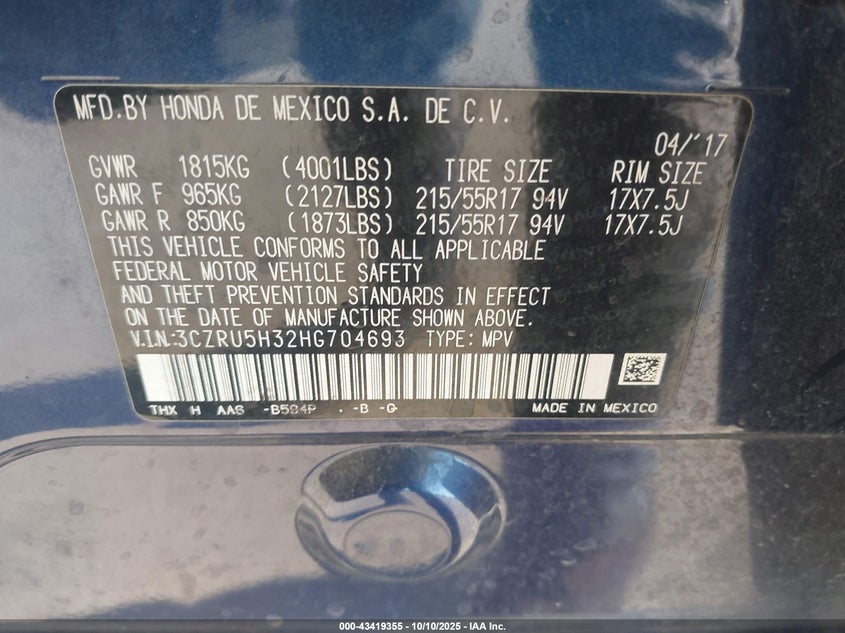 MFD.BY HONDA DE MEXICO S.A. DE C.V.
04/'17
GVWR 1815KG (4001LBS) TIRE SIZE RIM SIZE
GAWR F 965KG (2127LBS) 215/55R17 94V 17X7.5J
GAWR R 850KG (1873LBS) 215/55R17 94V 17X7.5J
THIS VEHICLE CONFORMS TO ALL APPLICABLE
FEDERAL MOTOR VEHICLE SAFETY
AND THEFT PREVENTION STANDARDS IN EFFECT
ON THE DATE OF MANUFACTURE SHOWN ABOVE.
V.I.N:3CZRU5H32HG704693 TYPE: MPV
THX H -B -G MADE IN MEXICO
000-43419355 - 10/10/2025 - IAA Inc.